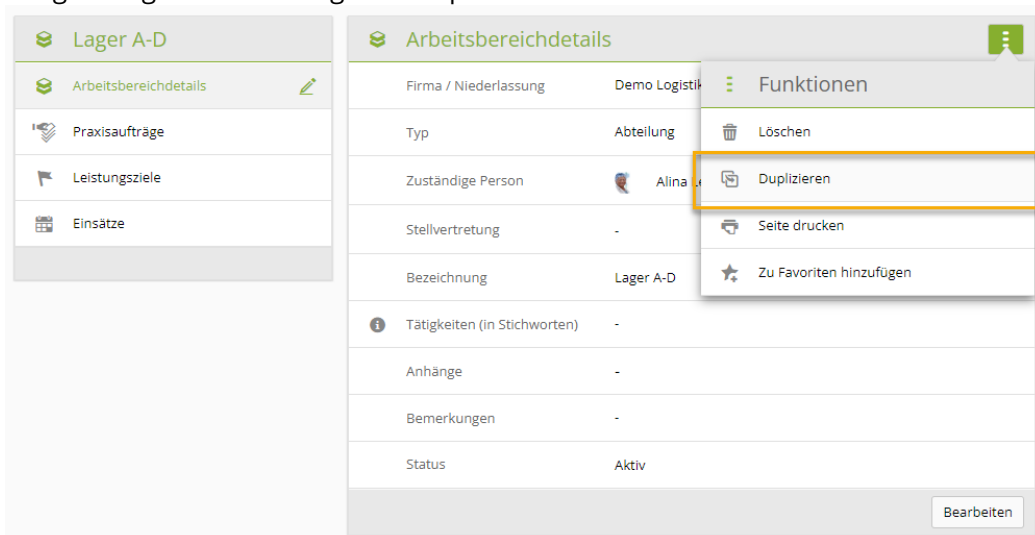 Lager A-D
Arbeitsbereichdetails
Praxisaufträge
Leistungsziele
Einsätze
Arbeitsbereichdetails
Firma / Niederlassung Demo Logistik
Typ Abteilung
Zuständige Person Alina
Stellvertretung -
Bezeichnung Lager A-D
Tätigkeiten (in Stichworten) -
Anhänge -
Bemerkungen -
Status Aktiv
Bearbeiten
Funktionen
Löschen
Duplizieren
Seite drucken
Zu Favoriten hinzufügen